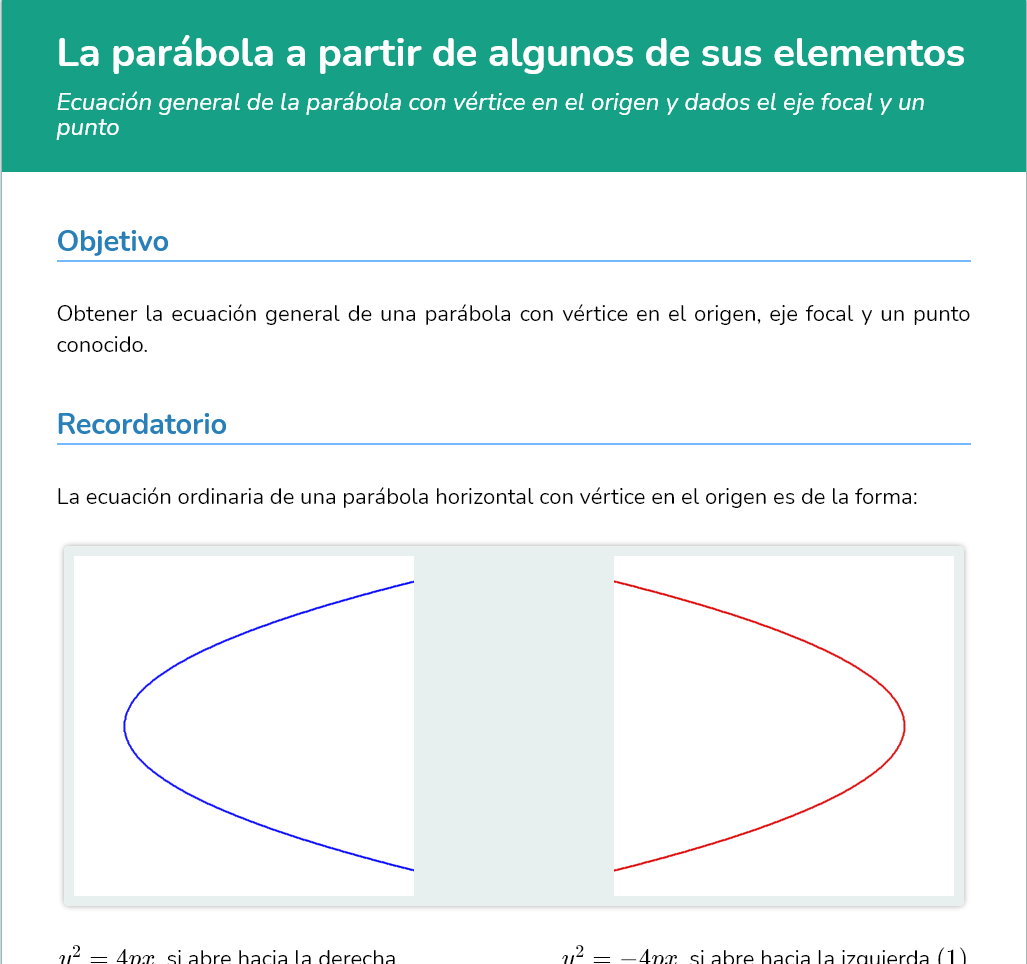 La parábola a partir de algunos de sus elementos
Ecuación general de la parábola con vértice en el origen y dados el eje focal y un
punto
Objetivo
Obtener la ecuación general de una parábola con vértice en el origen, eje focal y un punto
conocido.
Recordatorio
La ecuación ordinaria de una parábola horizontal con vértice en el origen es de la forma:
y² = 4px si abre hacia la derecha y² = −4px si abre hacia la izquierda (1)